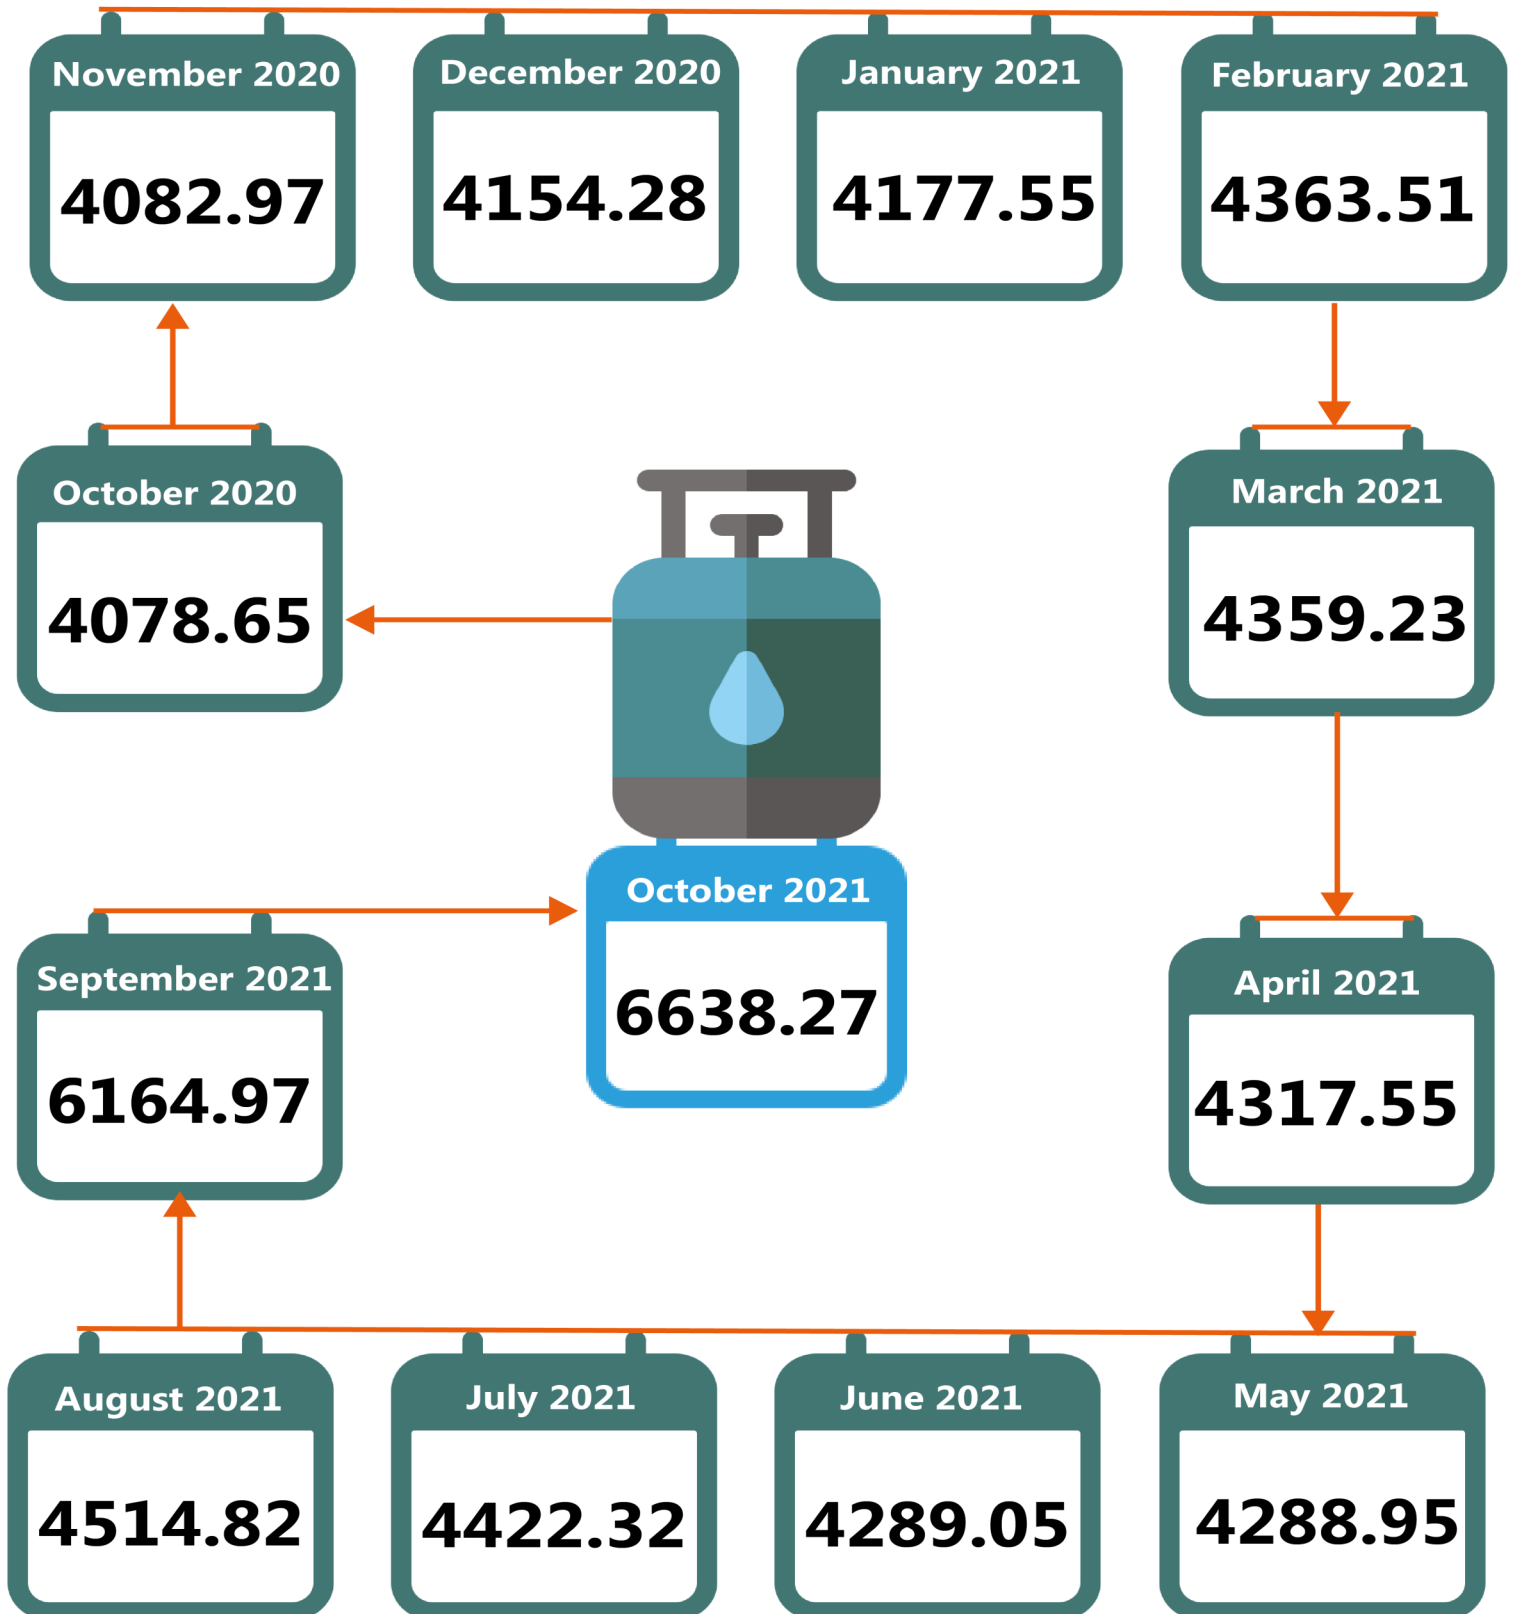 November 2020
4082.97
December 2020
4154.28
January 2021
4177.55
February 2021
4363.51
October 2020
4078.65
March 2021
4359.23
October 2021
6638.27
September 2021
6164.97
April 2021
4317.55
August 2021
4514.82
July 2021
4422.32
June 2021
4289.05
May 2021
4288.95